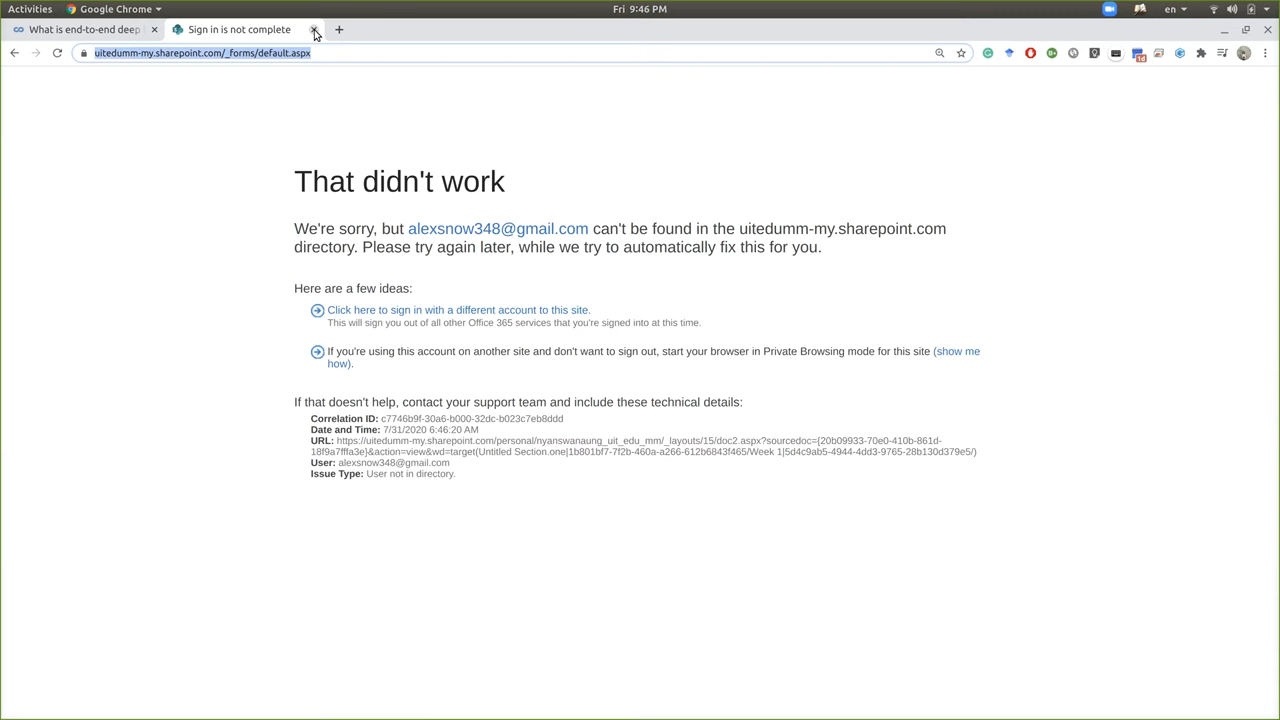 Activities
Google Chrome
Fri 9:46 PM
en
What is end-to-end deep
Sign in is not complete
uitedumm-my.sharepoint.com/_forms/default.aspx
1d
That didn't work
We're sorry, but alexsnow348@gmail.com can't be found in the uitedumm-my.sharepoint.com
directory. Please try again later, while we try to automatically fix this for you.
Here are a few ideas:
Click here to sign in with a different account to this site.
This will sign you out of all other Office 365 services that you're signed into at this time.
If you're using this account on another site and don't want to sign out, start your browser in Private Browsing mode for this site (show me
how).
If that doesn't help, contact your support team and include these technical details:
Correlation ID: c7746b9f-30a6-b000-32dc-b023c7eb8ddd
Date and Time: 7/31/2020 6:46:20 AM
URL: https://uitedumm-my.sharepoint.com/personal/nyanswanaung_uit_edu_mm/_layouts/15/doc2.aspx?sourcedoc={20b09933-70e0-410b-861d-
18f9a7fffa3e}&action=view&wd=target(Untitled Section.one|1b801bf7-7f2b-460a-a266-612b6843f465/Week 1|5d4c9ab5-4944-4dd3-9765-28b130d379e5/)
User: alexsnow348@gmail.com
Issue Type: User not in directory.